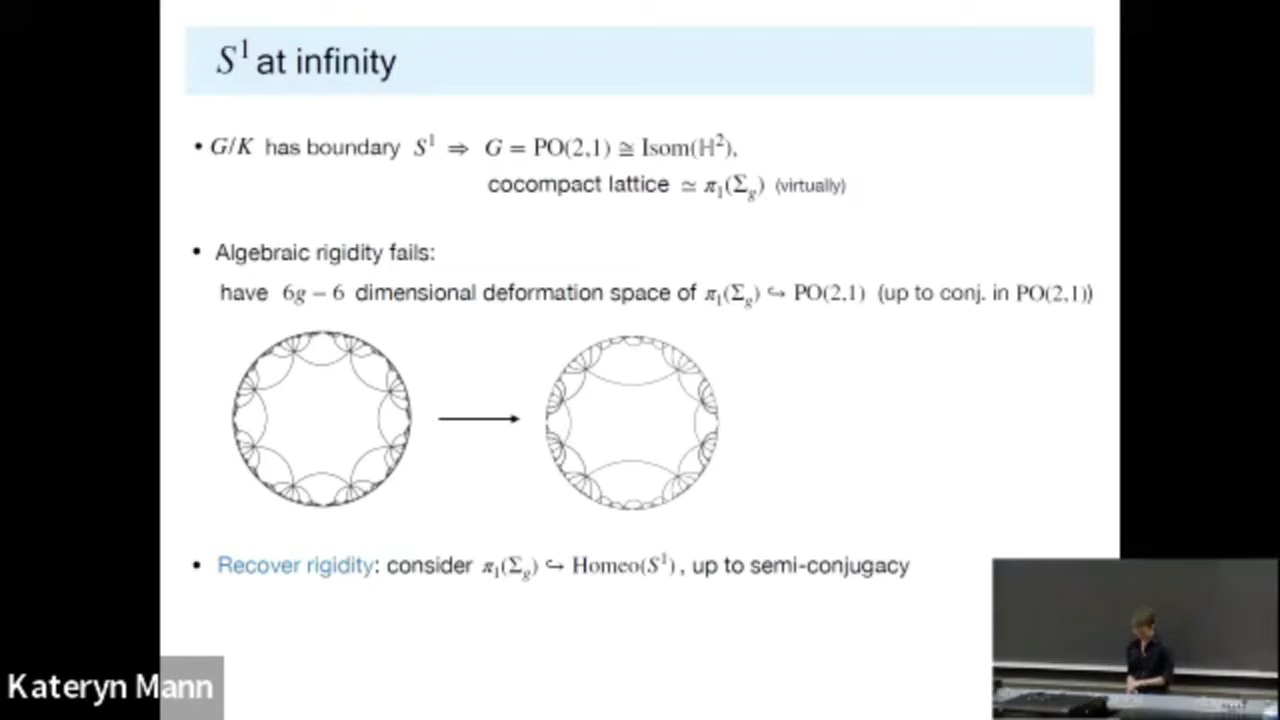 S¹ at infinity
• G/K has boundary S¹ ⇒ G = PO(2,1) ≅ Isom(ℍ²),
cocompact lattice ≃ π₁(Σ_g) (virtually)
• Algebraic rigidity fails:
have 6g – 6 dimensional deformation space of π₁(Σ_g) ↪ PO(2,1) (up to conj. in PO(2,1))
• Recover rigidity: consider π₁(Σ_g) ↪ Homeo(S¹), up to semi-conjugacy
Kateryn Mann